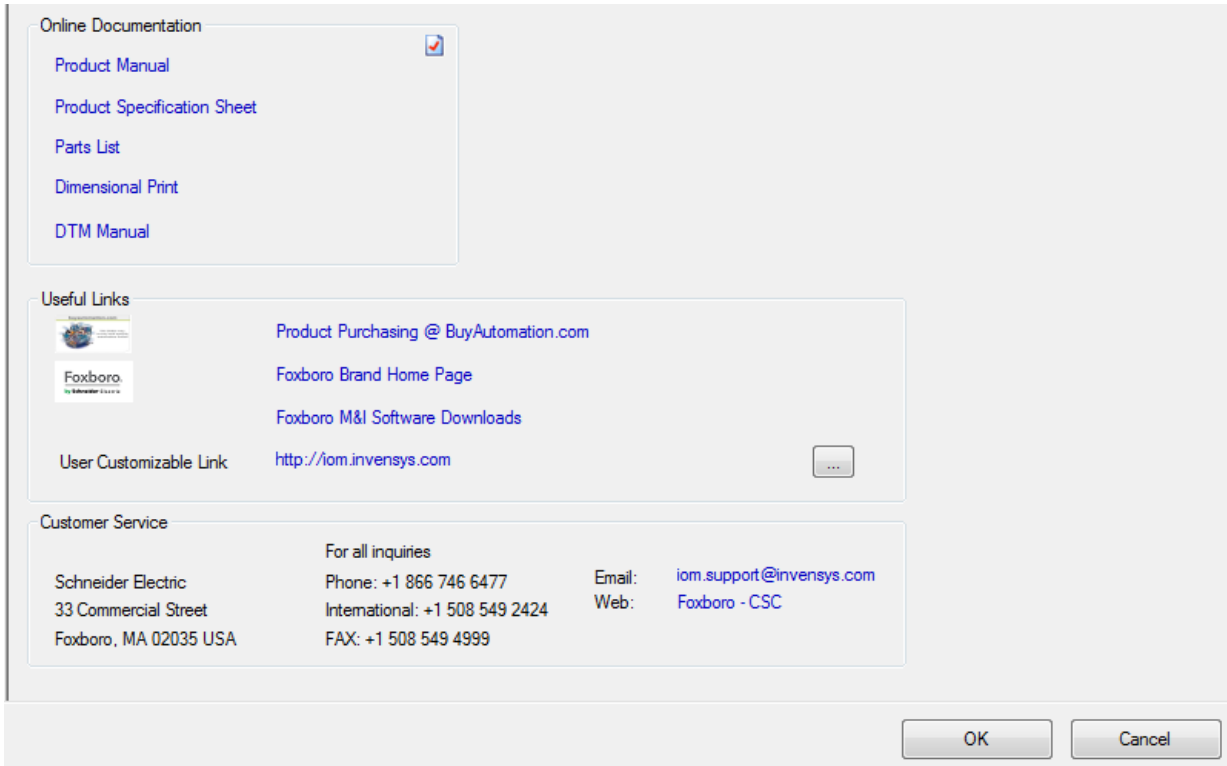 Online Documentation
Product Manual
Product Specification Sheet
Parts List
Dimensional Print
DTM Manual
Useful Links
Product Purchasing @ BuyAutomation.com
Foxboro.
by Schneider Electric
Foxboro Brand Home Page
Foxboro M&I Software Downloads
User Customizable Link
http://iom.invensys.com
...
Customer Service
Schneider Electric
33 Commercial Street
Foxboro, MA 02035 USA
For all inquiries
Phone: +1 866 746 6477
International: +1 508 549 2424
FAX: +1 508 549 4999
Email: iom.support@invensys.com
Web: Foxboro - CSC
OK
Cancel